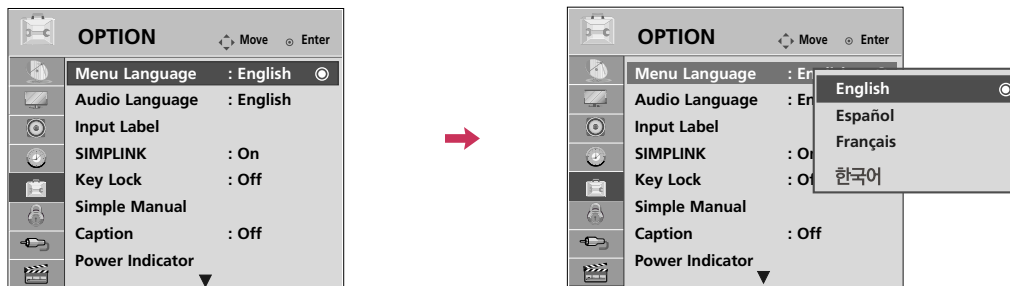 OPTION Move Enter
Menu Language : English
Audio Language : English
Input Label
SIMPLINK : On
Key Lock : Off
Simple Manual
Caption : Off
Power Indicator
OPTION Move Enter
Menu Language
Audio Language
Input Label
SIMPLINK
Key Lock
Simple Manual
Caption : Off
Power Indicator
English
Español
Français
한국어